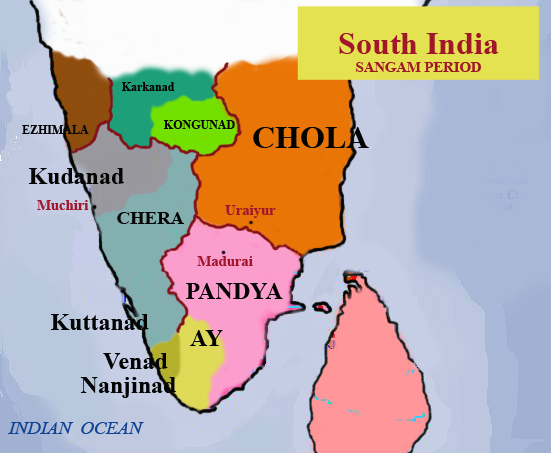 South India
SANGAM PERIOD
Karkanad
KONGUNAD
EZHIMALA
CHOLA
Kudanad
Muchiri
CHERA
Uraiyur
Madurai
PANDYA
Kuttanad
AY
Venad
Nanjinad
INDIAN OCEAN